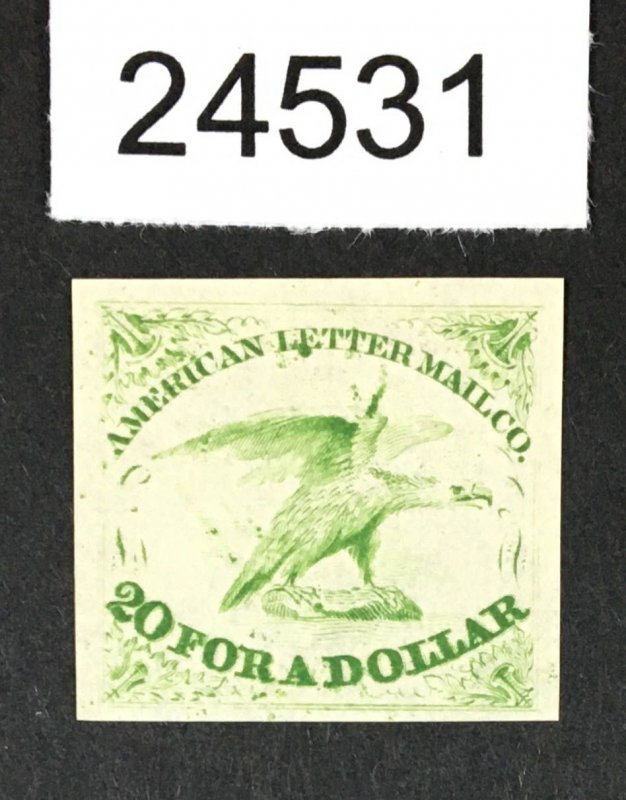 24531
AMERICAN LETTER MAIL CO.
20 FOR A DOLLAR